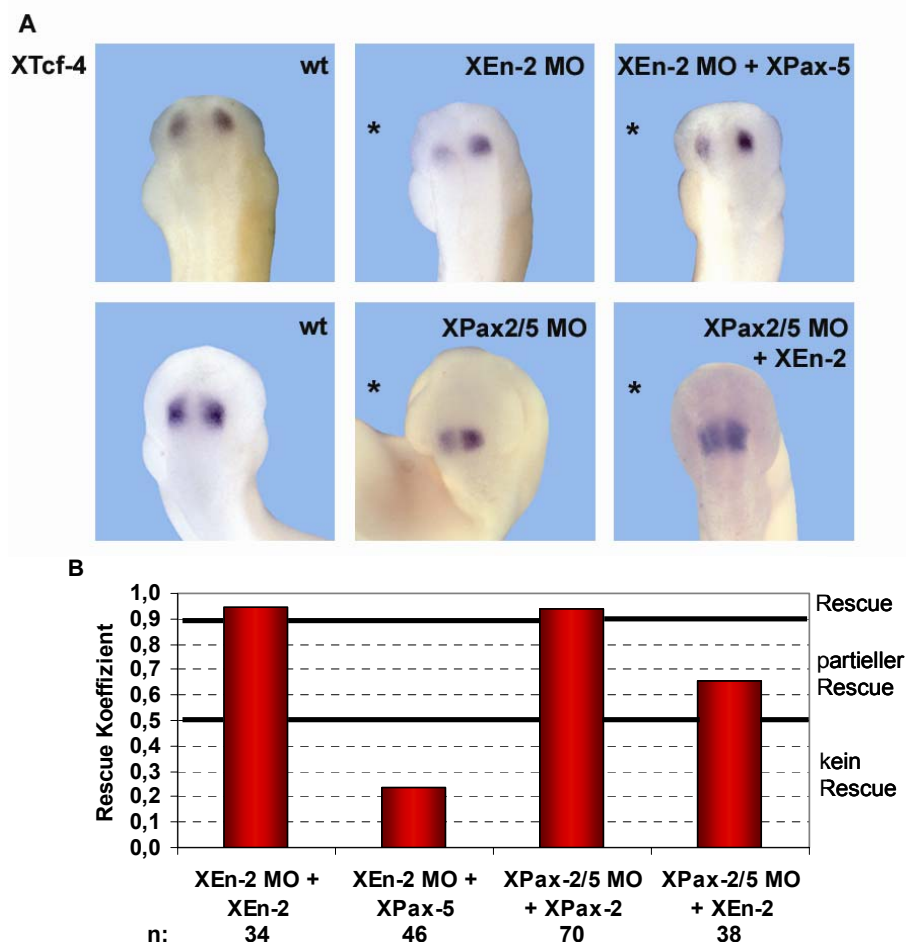 A
XTcf-4
wt
XEn-2 MO
XEn-2 MO + XPax-5
*
*
wt
XPax2/5 MO
XPax2/5 MO
+ XEn-2
*
*
B
Rescue Koeffizient
1,0
0,9
0,8
0,7
0,6
0,5
0,4
0,3
0,2
0,1
0,0
Rescue
partieller
Rescue
kein
Rescue
XEn-2 MO +
XEn-2
XEn-2 MO +
XPax-5
XPax-2/5 MO
+ XPax-2
XPax-2/5 MO
+ XEn-2
n:
34
46
70
38